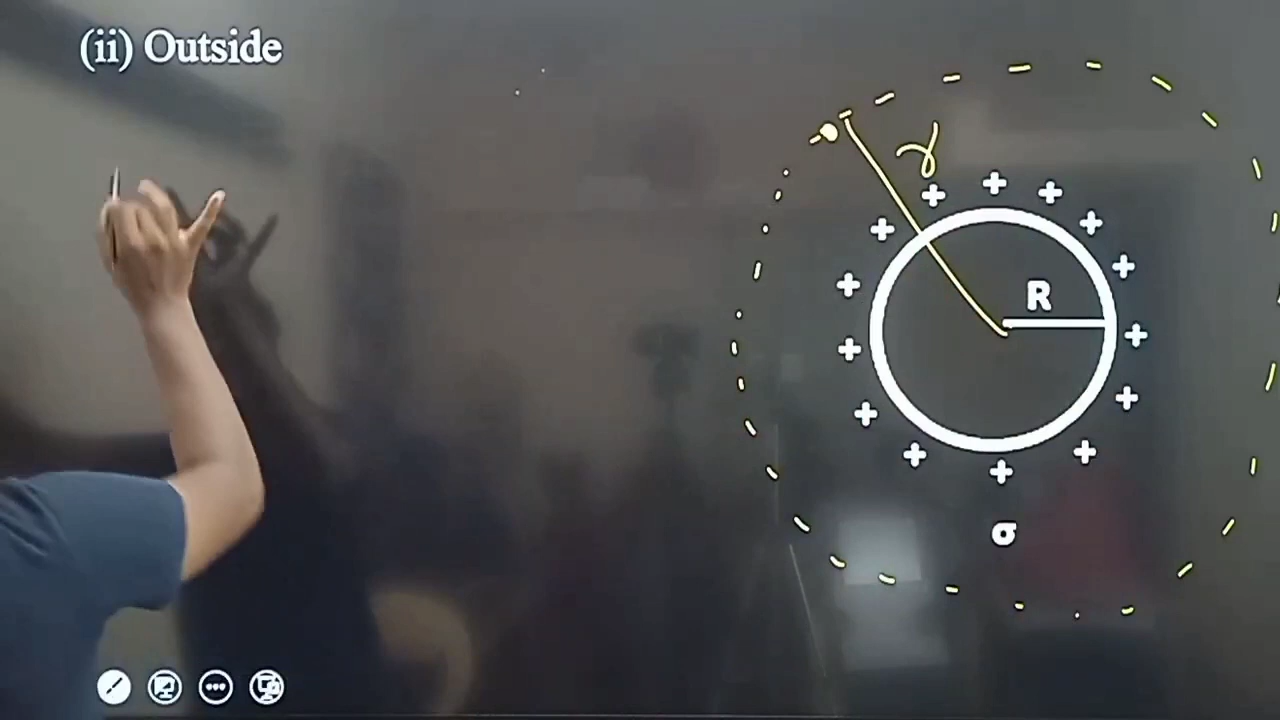 (ii) Outside
r
R
σ